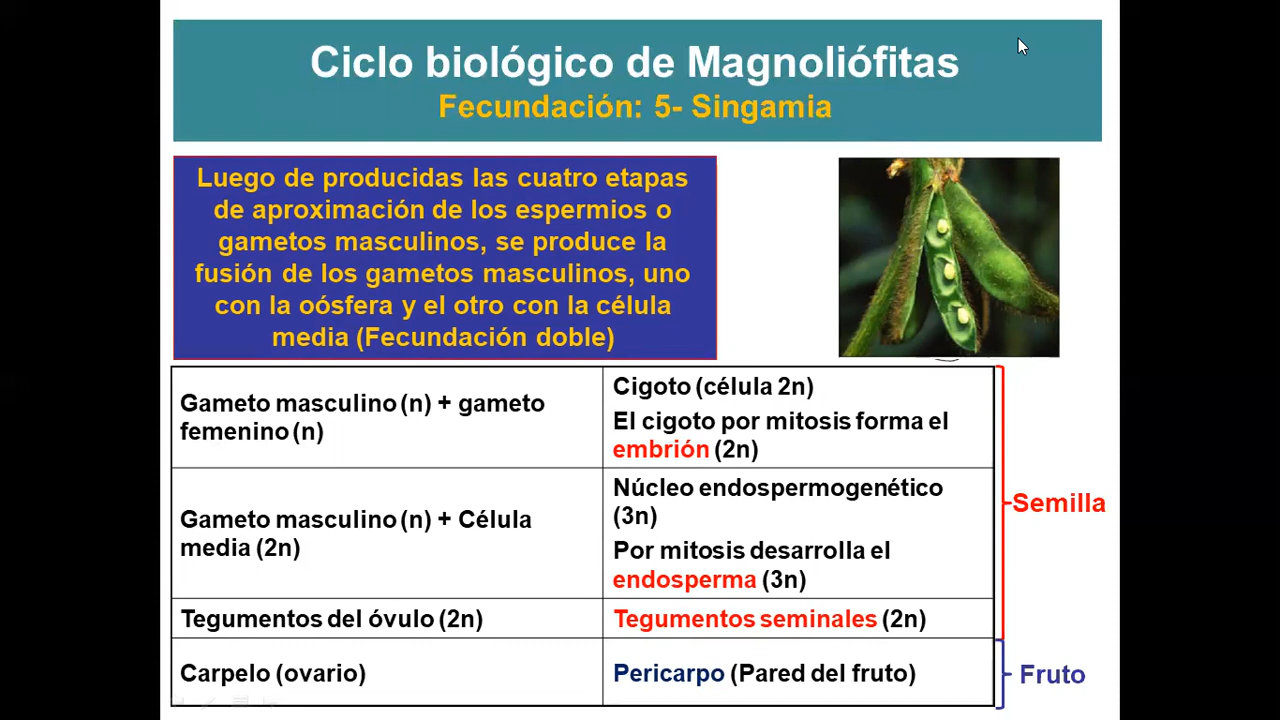 Ciclo biológico de Magnoliófitas
Fecundación: 5- Singamia
Luego de producidas las cuatro etapas
de aproximación de los espermios o
gametos masculinos, se produce la
fusión de los gametos masculinos, uno
con la oósfera y el otro con la célula
media (Fecundación doble)
Gameto masculino (n) + gameto
femenino (n)
Cigoto (célula 2n)
El cigoto por mitosis forma el
embrión (2n)
Gameto masculino (n) + Célula
media (2n)
Núcleo endospermogenético
(3n)
Por mitosis desarrolla el
endosperma (3n)
Tegumentos del óvulo (2n)
Tegumentos seminales (2n)
Semilla
Carpelo (ovario)
Pericarpo (Pared del fruto)
Fruto